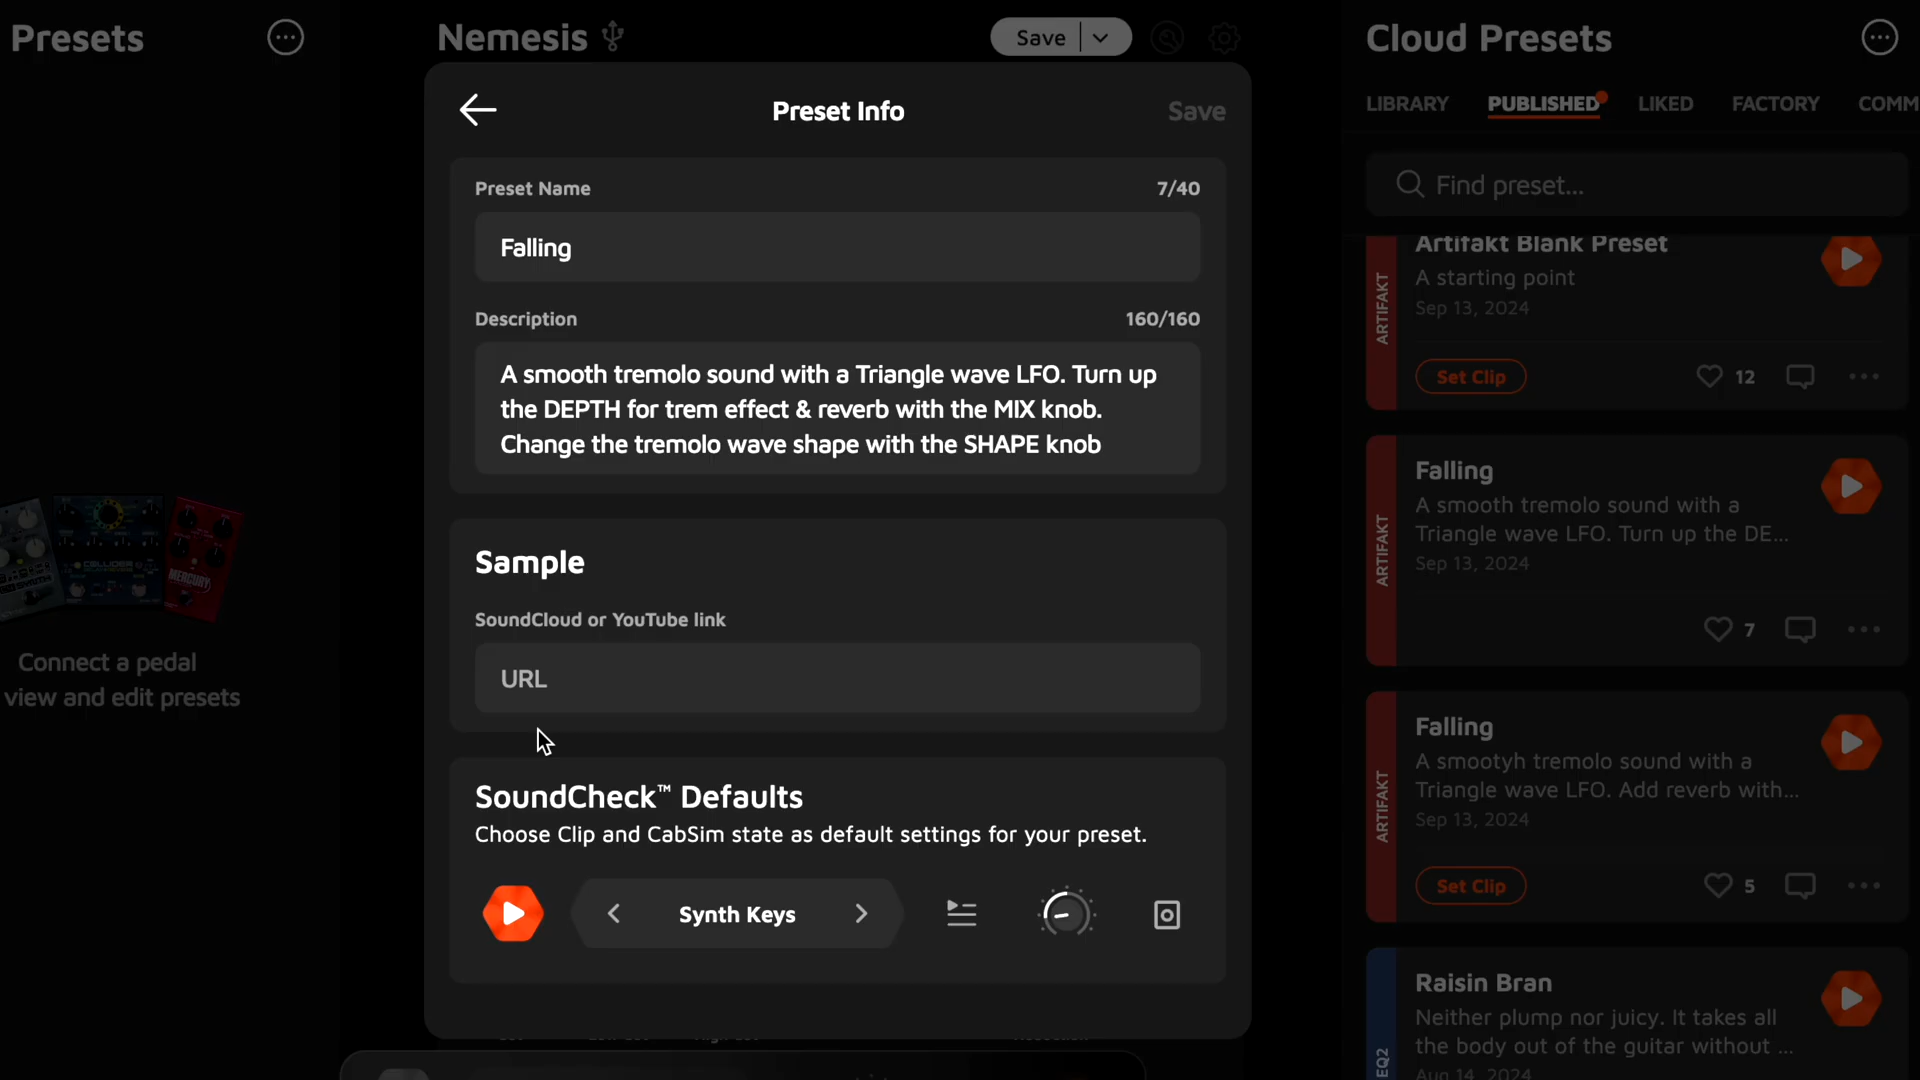 Presets
Connect a pedal
view and edit presets
Nemesis
Save
Preset Info
Save
Preset Name
7/40
Falling
Description
160/160
A smooth tremolo sound with a Triangle wave LFO. Turn up
the DEPTH for trem effect & reverb with the MIX knob.
Change the tremolo wave shape with the SHAPE knob
Sample
SoundCloud or YouTube link
URL
SoundCheck™ Defaults
Choose Clip and CabSim state as default settings for your preset.
Synth Keys
Cloud Presets
LIBRARY
PUBLISHED
LIKED
FACTORY
COMM
Find preset...
ARTIFAKT
Artifakt Blank Preset
A starting point
Sep 13, 2024
Set Clip
12
ARTIFAKT
Falling
A smooth tremolo sound with a
Triangle wave LFO. Turn up the DE...
Sep 13, 2024
7
ARTIFAKT
Falling
A smootyh tremolo sound with a
Triangle wave LFO. Add reverb with...
Sep 13, 2024
Set Clip
5
EQ2
Raisin Bran
Neither plump nor juicy. It takes all
the body out of the guitar without ...
Aug 14, 2024
COLLIDER
MERCURY